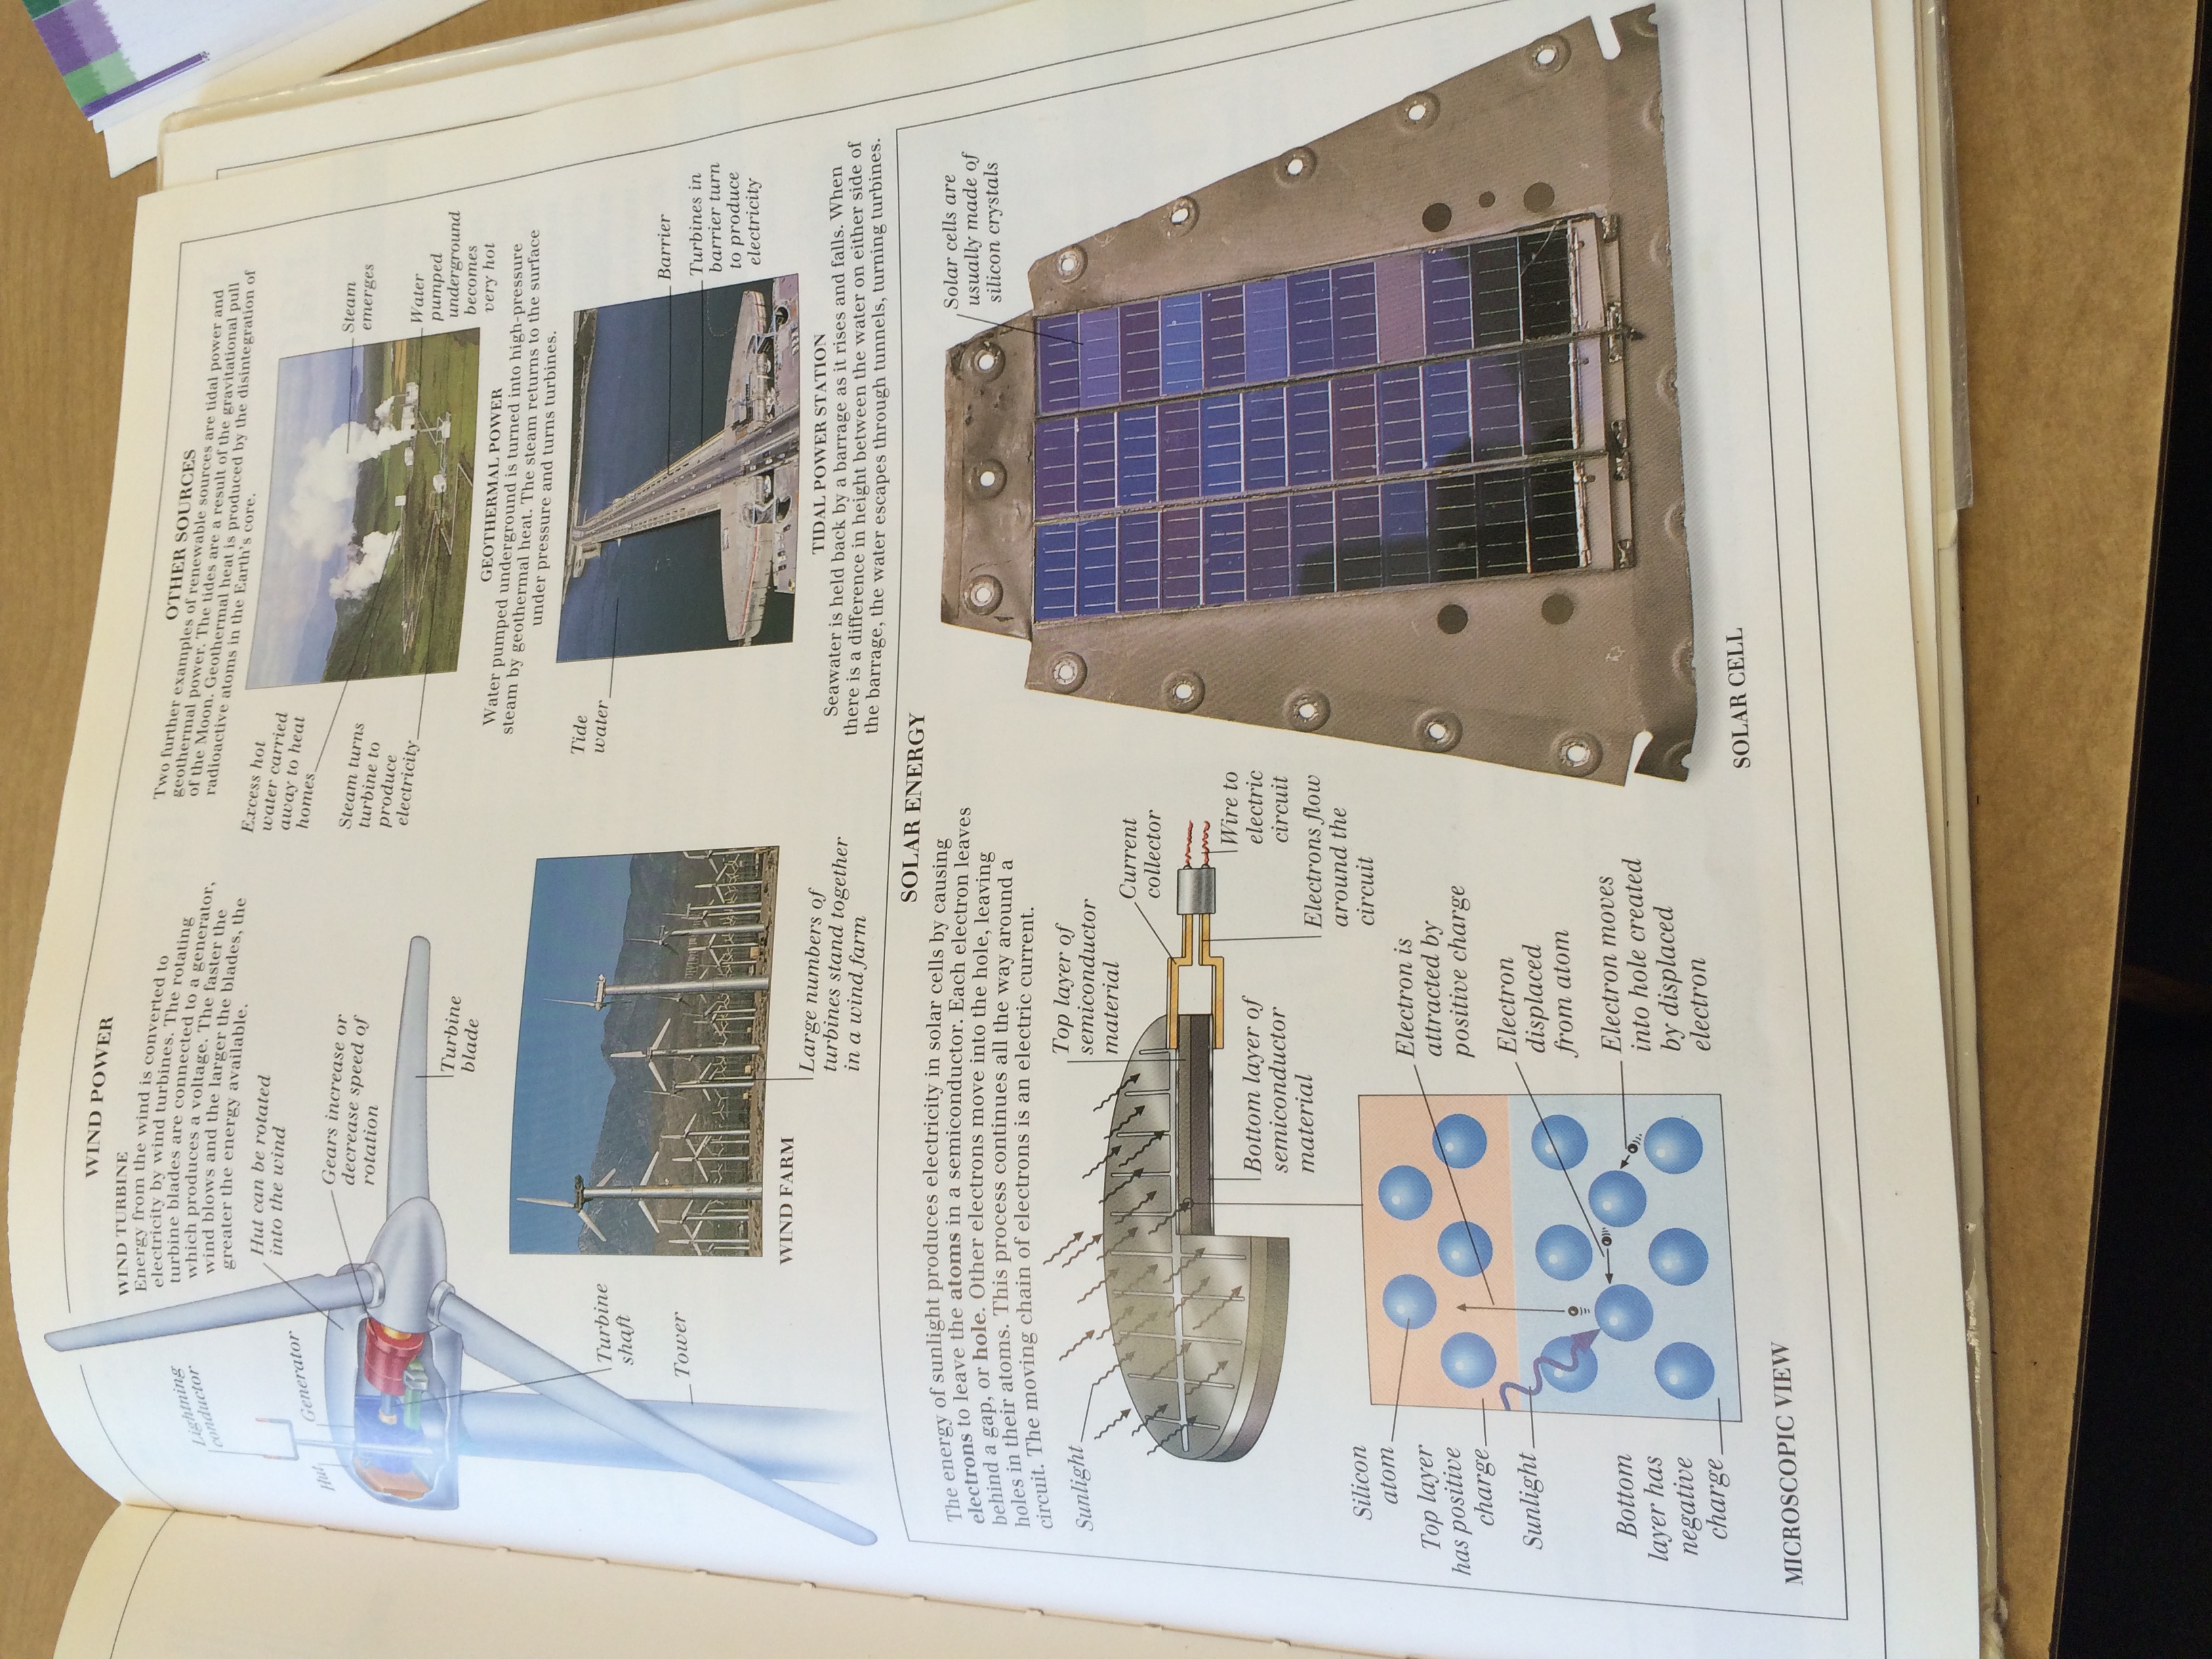 WIND POWER
WIND TURBINE
Energy from the wind is converted to
electricity by wind turbines. The rotating
turbine blades are connected to a generator,
which produces a voltage. The faster the
wind blows and the larger the blades, the
greater the energy available.
Lightning
conductor
Hut can be rotated
into the wind
Hut
Generator
Gears increase or
decrease speed of
rotation
Turbine
blade
Turbine
shaft
Tower
WIND FARM
Large numbers of
turbines stand together
in a wind farm
OTHER SOURCES
Two further examples of renewable sources are tidal power and
geothermal power. The tides are a result of the gravitational pull
of the Moon. Geothermal heat is produced by the disintegration of
radioactive atoms in the Earth's core.
Excess hot
water carried
away to heat
homes
Steam turns
turbine to
produce
electricity
Steam
emerges
Water
pumped
underground
becomes
very hot
GEOTHERMAL POWER
Water pumped underground is turned into high-pressure
steam by geothermal heat. The steam returns to the surface
under pressure and turns turbines.
Tide
water
Barrier
Turbines in
barrier turn
to produce
electricity
TIDAL POWER STATION
Seawater is held back by a barrage as it rises and falls. When
there is a difference in height between the water on either side of
the barrage, the water escapes through tunnels, turning turbines.
SOLAR ENERGY
The energy of sunlight produces electricity in solar cells by causing
electrons to leave the atoms in a semiconductor. Each electron leaves
behind a gap, or hole. Other electrons move into the hole, leaving
holes in their atoms. This process continues all the way around a
circuit. The moving chain of electrons is an electric current.
Sunlight
Top layer of
semiconductor
material
Current
collector
Wire to
electric
circuit
Bottom layer of
semiconductor
material
Electrons flow
around the
circuit
Silicon
atom
Top layer
has positive
charge
Sunlight
Bottom
layer has
negative
charge
Electron is
attracted by
positive charge
Electron
displaced
from atom
Electron moves
into hole created
by displaced
electron
MICROSCOPIC VIEW
Solar cells are
usually made of
silicon crystals
SOLAR CELL